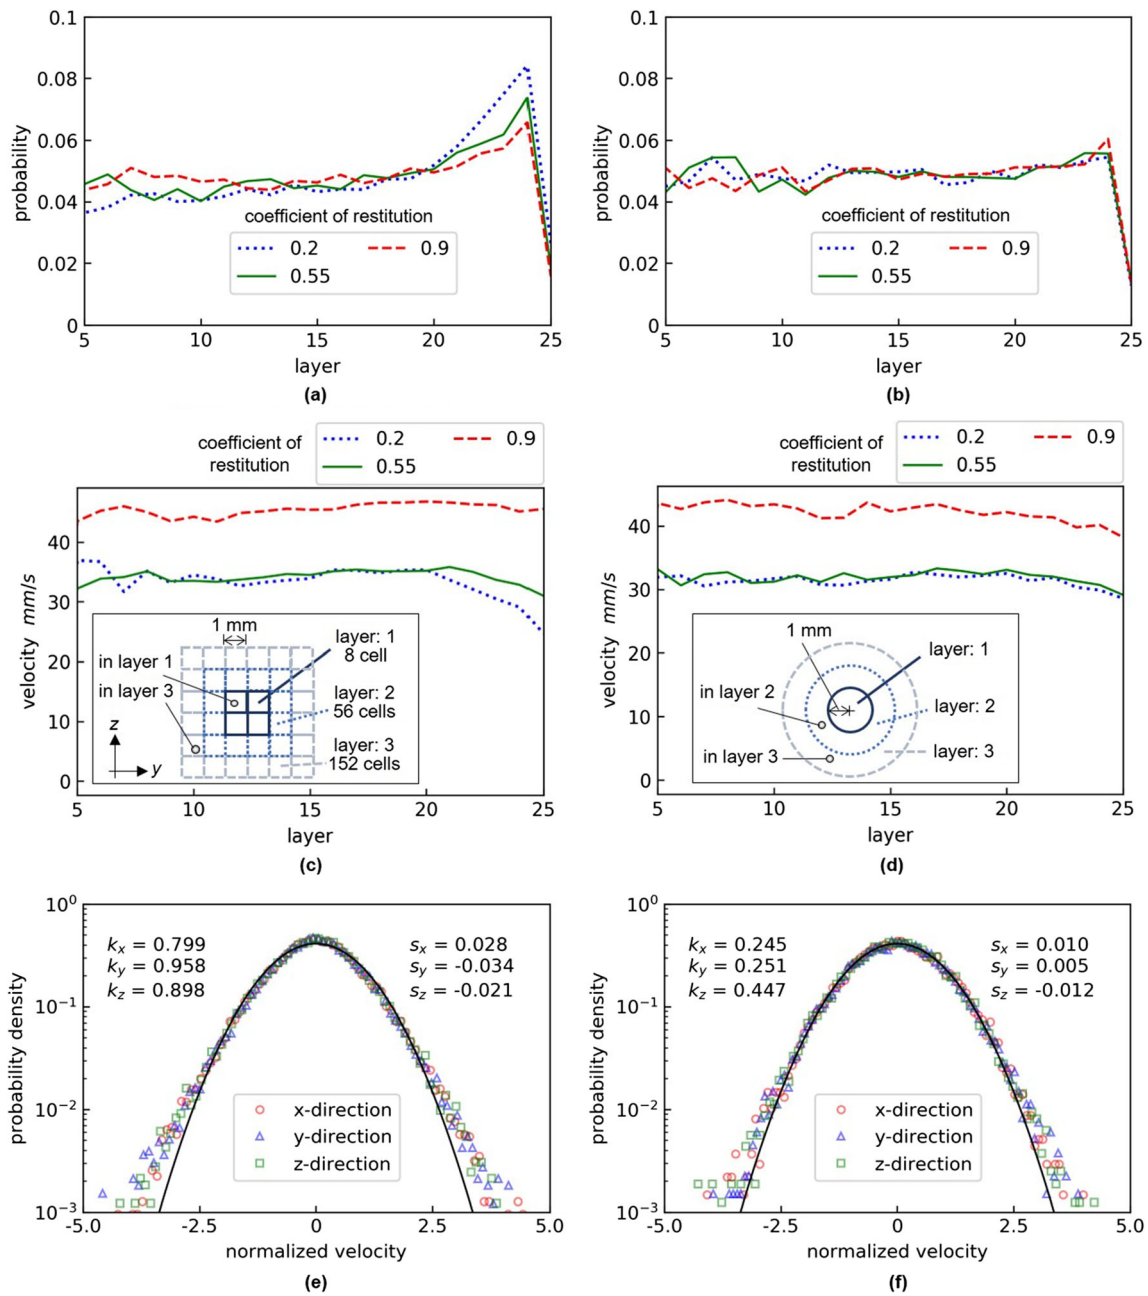 0.1
0.08
0.06
0.04
0.02
0
probability
coefficient of restitution
0.2
0.9
0.55
5
10
15
20
25
layer
(a)
0.1
0.08
0.06
0.04
0.02
0
probability
coefficient of restitution
0.2
0.9
0.55
5
10
15
20
25
layer
(b)
coefficient of
restitution
0.2
0.9
0.55
40
30
20
10
0
velocity mm/s
1 mm
in layer 1
in layer 3
z
y
layer: 1
8 cell
layer: 2
56 cells
layer: 3
152 cells
5
10
15
20
25
layer
(c)
coefficient of
restitution
0.2
0.9
0.55
40
30
20
10
0
velocity mm/s
1 mm
in layer 2
in layer 3
layer: 1
layer: 2
layer: 3
5
10
15
20
25
layer
(d)
10⁰
10⁻¹
10⁻²
10⁻³
probability density
kₓ = 0.799
k_y = 0.958
k_z = 0.898
sₓ = 0.028
s_y = -0.034
s_z = -0.021
x-direction
y-direction
z-direction
-5.0
-2.5
0
2.5
5.0
normalized velocity
(e)
10⁰
10⁻¹
10⁻²
10⁻³
probability density
kₓ = 0.245
k_y = 0.251
k_z = 0.447
sₓ = 0.010
s_y = 0.005
s_z = -0.012
x-direction
y-direction
z-direction
-5.0
-2.5
0
2.5
5.0
normalized velocity
(f)